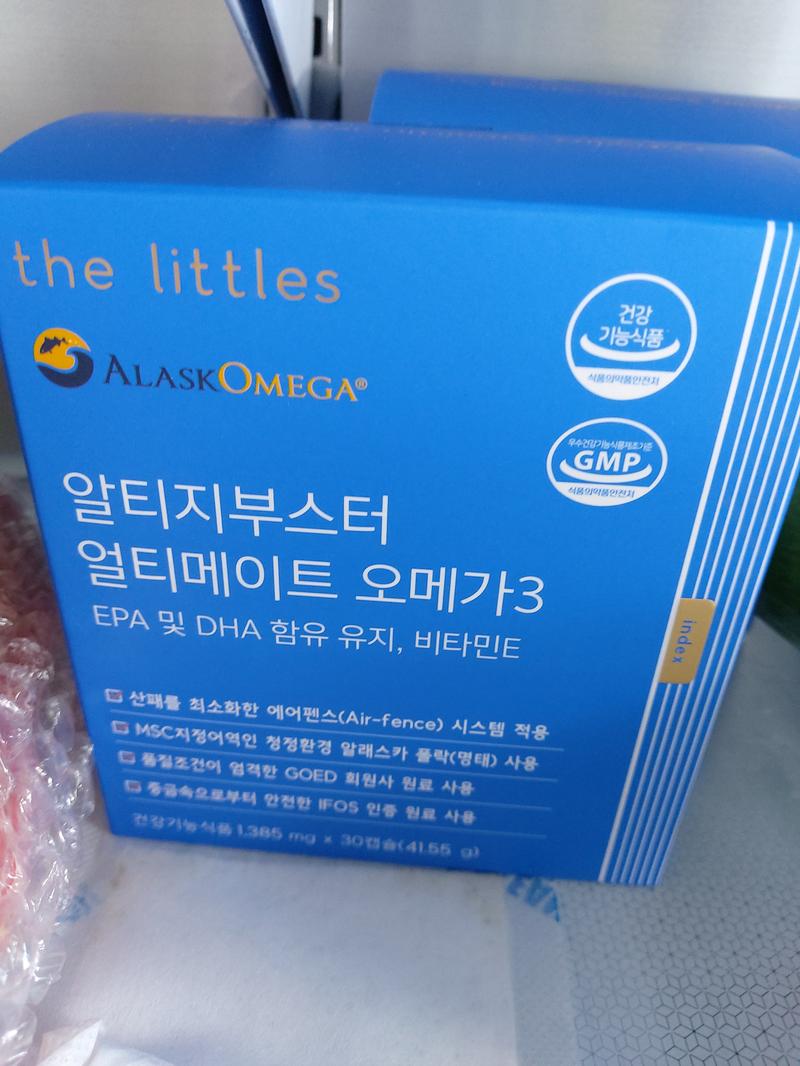 the littles
ALASKOMEGA®
건강
기능식품
식품의약품안전처
우수건강기능식품제조기준
GMP
식품의약품안전처
알티지부스터
얼티메이트 오메가3
EPA 및 DHA 함유 유지, 비타민E
index
산패를 최소화한 에어펜스(Air-fence) 시스템 적용
MSC지정어역인 청정환경 알래스카 폴락(명태) 사용
품질조건이 엄격한 GOED 회원사 원료 사용
중금속으로부터 안전한 IFOS 인증 원료 사용
건강기능식품 1,385 mg x 30캡슐(41.55 g)